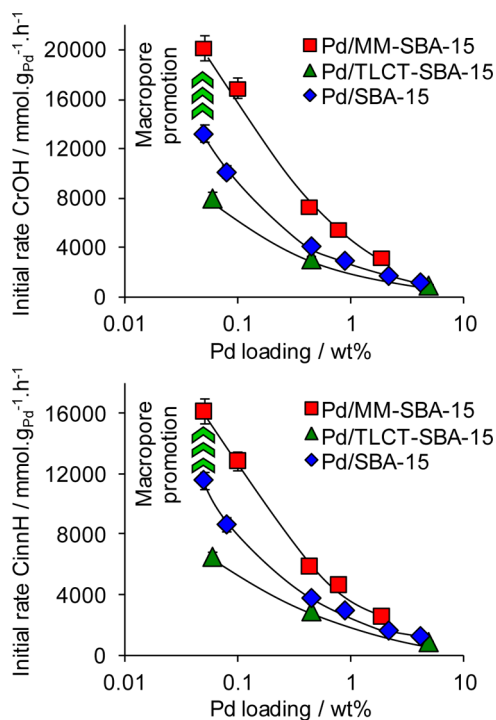 Initial rate CrOH / mmol.gPd⁻¹.h⁻¹
20000
16000
12000
8000
4000
0
Macropore
promotion
Pd/MM-SBA-15
Pd/TLCT-SBA-15
Pd/SBA-15
0.01 0.1 1 10
Pd loading / wt%
Initial rate CinnH / mmol.gPd⁻¹.h⁻¹
16000
12000
8000
4000
0
Macropore
promotion
Pd/MM-SBA-15
Pd/TLCT-SBA-15
Pd/SBA-15
0.01 0.1 1 10
Pd loading / wt%